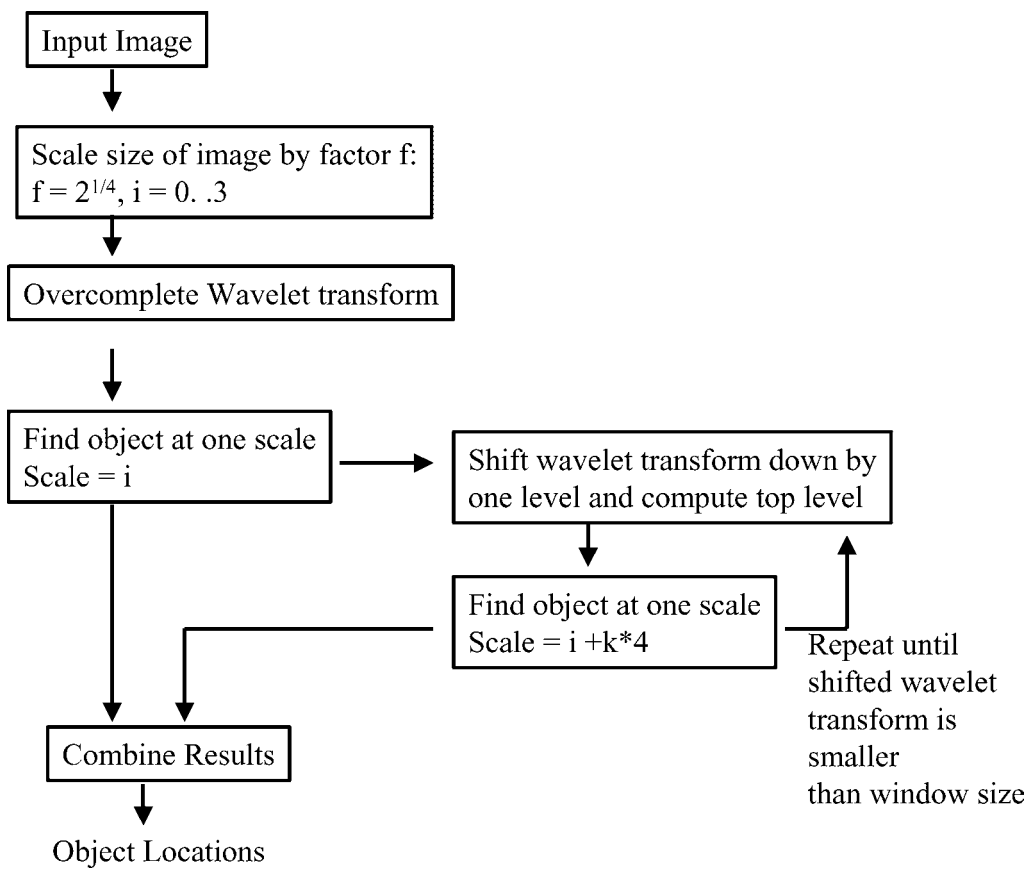 Input Image
Scale size of image by factor f:
f = 2^1/4, i = 0. .3
Overcomplete Wavelet transform
Find object at one scale
Scale = i
Shift wavelet transform down by
one level and compute top level
Find object at one scale
Scale = i +k*4
Repeat until
shifted wavelet
transform is
smaller
than window size
Combine Results
Object Locations